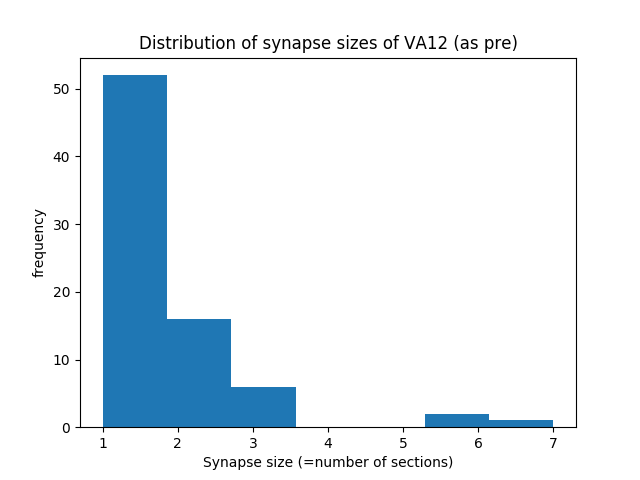 Distribution of synapse sizes of VA12 (as pre)
50
40
30
20
10
0
frequency
1 2 3 4 5 6 7
Synapse size (=number of sections)